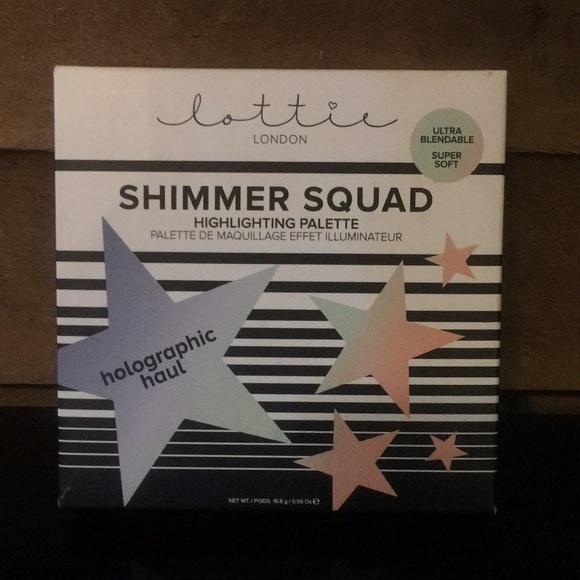 lottie
LONDON
ULTRA
BLENDABLE
SUPER
SOFT
SHIMMER SQUAD
HIGHLIGHTING PALETTE
PALETTE DE MAQUILLAGE EFFET ILLUMINATEUR
holographic
haul
NET WT. / POIDS 16.8 g / 0.59 Oz ℮